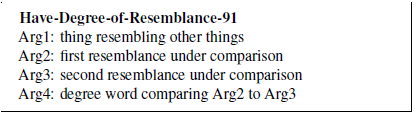 Have-Degree-of-Resemblance-91
Arg1: thing resembling other things
Arg2: first resemblance under comparison
Arg3: second resemblance under comparison
Arg4: degree word comparing Arg2 to Arg3